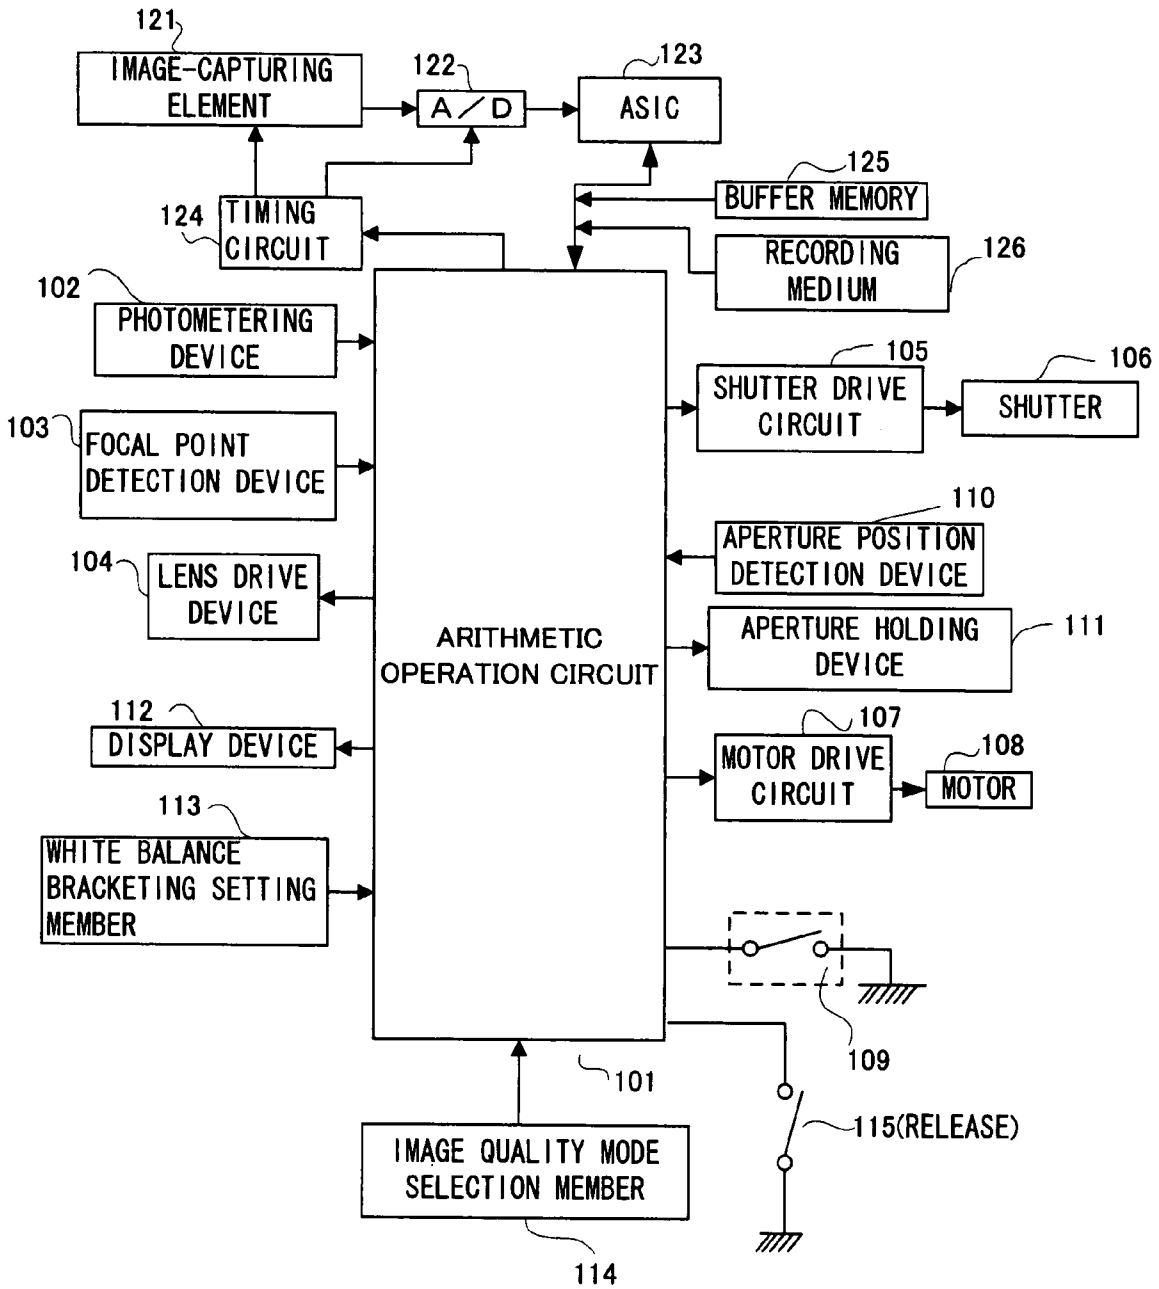 121
IMAGE-CAPTURING
ELEMENT
122
A/D
123
ASIC
125
BUFFER MEMORY
124
TIMING
CIRCUIT
RECORDING
MEDIUM
126
102
PHOTOMETERING
DEVICE
105
SHUTTER DRIVE
CIRCUIT
106
SHUTTER
103
FOCAL POINT
DETECTION DEVICE
110
APERTURE POSITION
DETECTION DEVICE
104
LENS DRIVE
DEVICE
ARITHMETIC
OPERATION CIRCUIT
APERTURE HOLDING
DEVICE
111
112
DISPLAY DEVICE
107
MOTOR DRIVE
CIRCUIT
108
MOTOR
113
WHITE BALANCE
BRACKETING SETTING
MEMBER
109
101
115(RELEASE)
IMAGE QUALITY MODE
SELECTION MEMBER
114